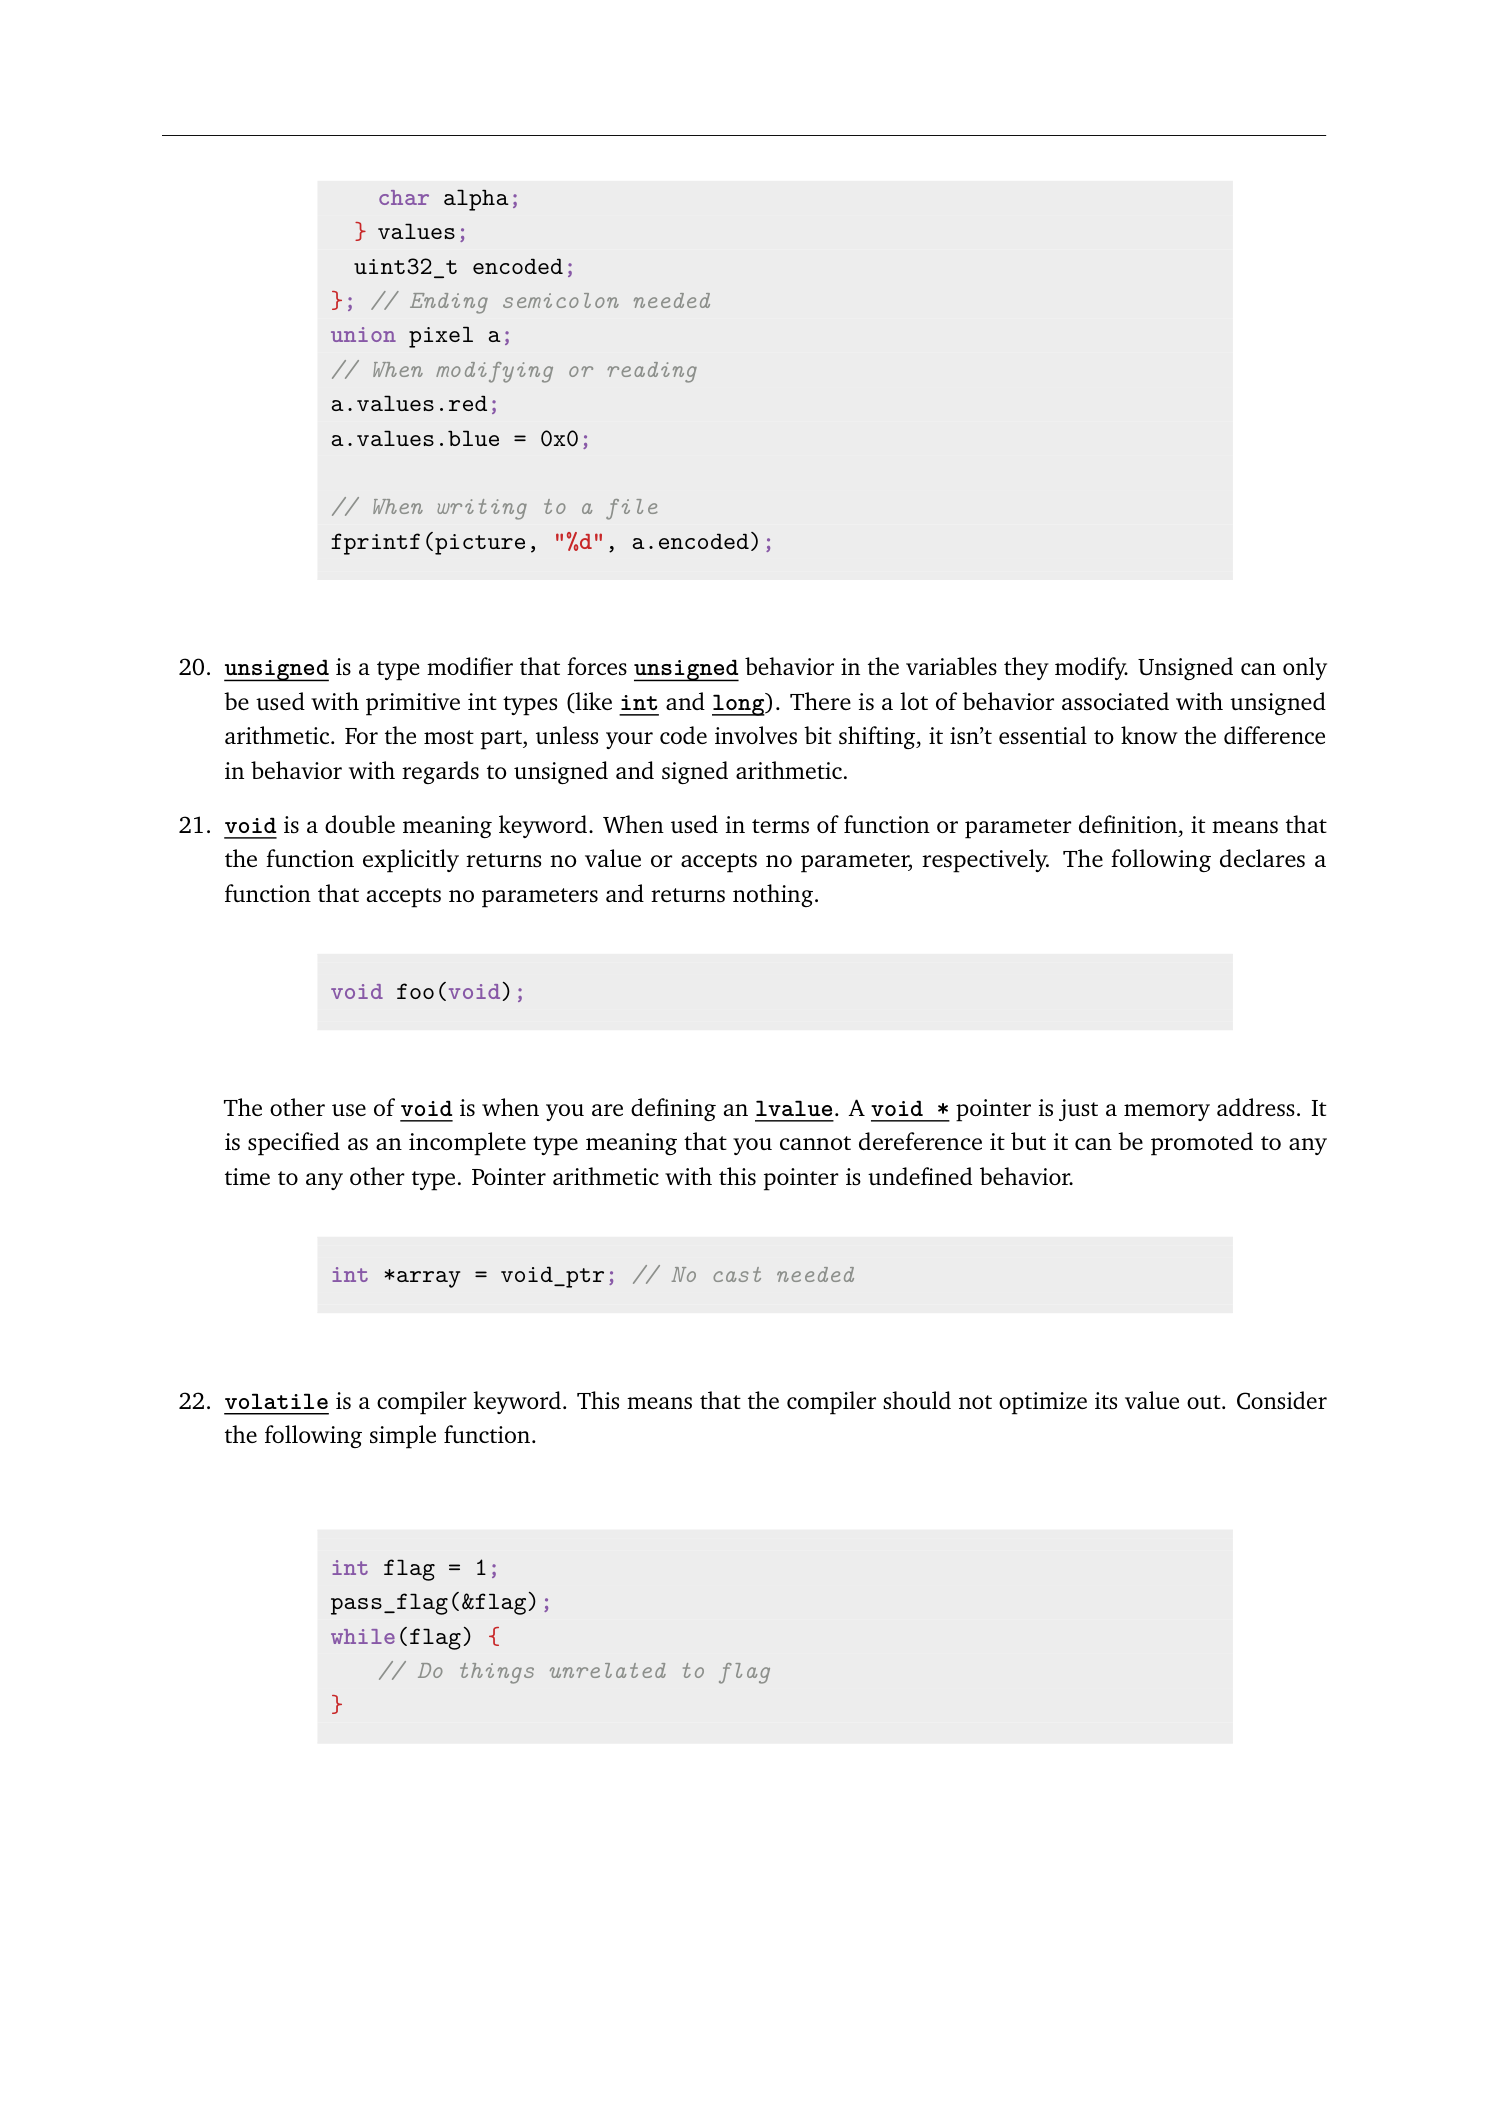 char alpha;
} values;
uint32_t encoded;
}; // Ending semicolon needed
union pixel a;
// When modifying or reading
a.values.red;
a.values.blue = 0x0;
// When writing to a file
fprintf(picture, "%d", a.encoded);
20. unsigned is a type modifier that forces unsigned behavior in the variables they modify. Unsigned can only
be used with primitive int types (like int and long). There is a lot of behavior associated with unsigned
arithmetic. For the most part, unless your code involves bit shifting, it isn’t essential to know the difference
in behavior with regards to unsigned and signed arithmetic.
21. void is a double meaning keyword. When used in terms of function or parameter definition, it means that
the function explicitly returns no value or accepts no parameter, respectively. The following declares a
function that accepts no parameters and returns nothing.
void foo(void);
The other use of void is when you are defining an lvalue. A void * pointer is just a memory address. It
is specified as an incomplete type meaning that you cannot dereference it but it can be promoted to any
time to any other type. Pointer arithmetic with this pointer is undefined behavior.
int *array = void_ptr; // No cast needed
22. volatile is a compiler keyword. This means that the compiler should not optimize its value out. Consider
the following simple function.
int flag = 1;
pass_flag(&flag);
while(flag) {
// Do things unrelated to flag
}